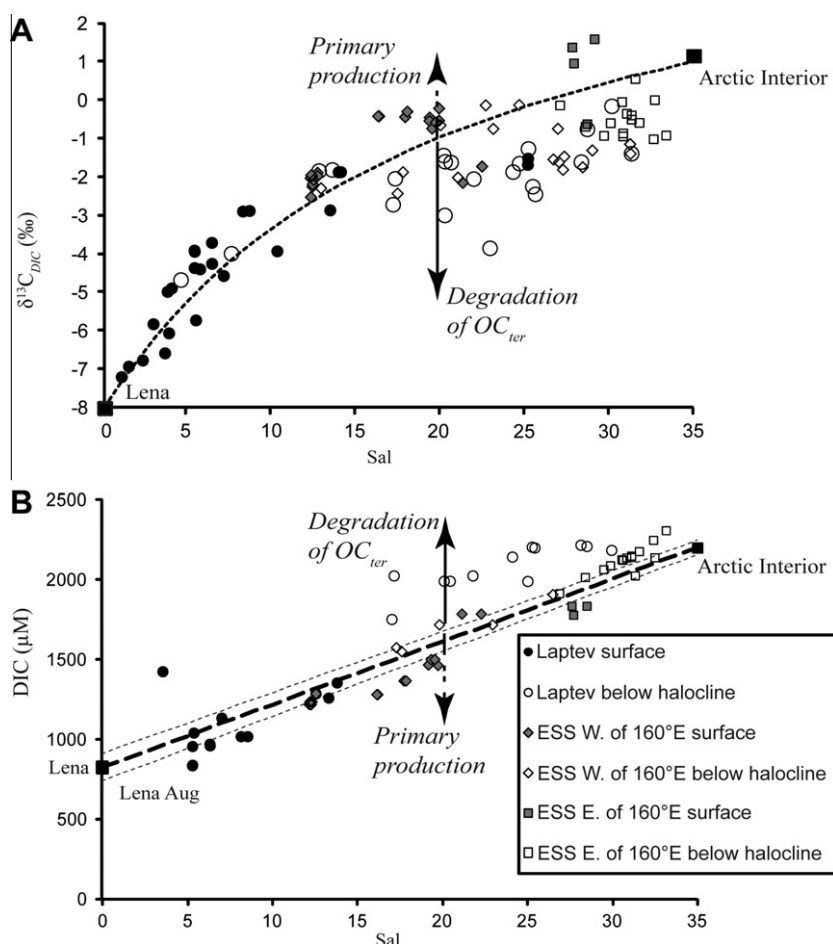 A
2
1
0
-1
-2
-3
-4
-5
-6
-7
-8
δ¹³C_DIC (‰)
Primary
production
Arctic Interior
Degradation
of OC_ter
Lena
0 5 10 15 20 25 30 35
Sal
B
2500
2000
1500
1000
500
0
DIC (µM)
Degradation
of OC_ter
Arctic Interior
Primary
production
Lena
Lena Aug
Laptev surface
Laptev below halocline
ESS W. of 160°E surface
ESS W. of 160°E below halocline
ESS E. of 160°E surface
ESS E. of 160°E below halocline
0 5 10 15 20 25 30 35
Sal